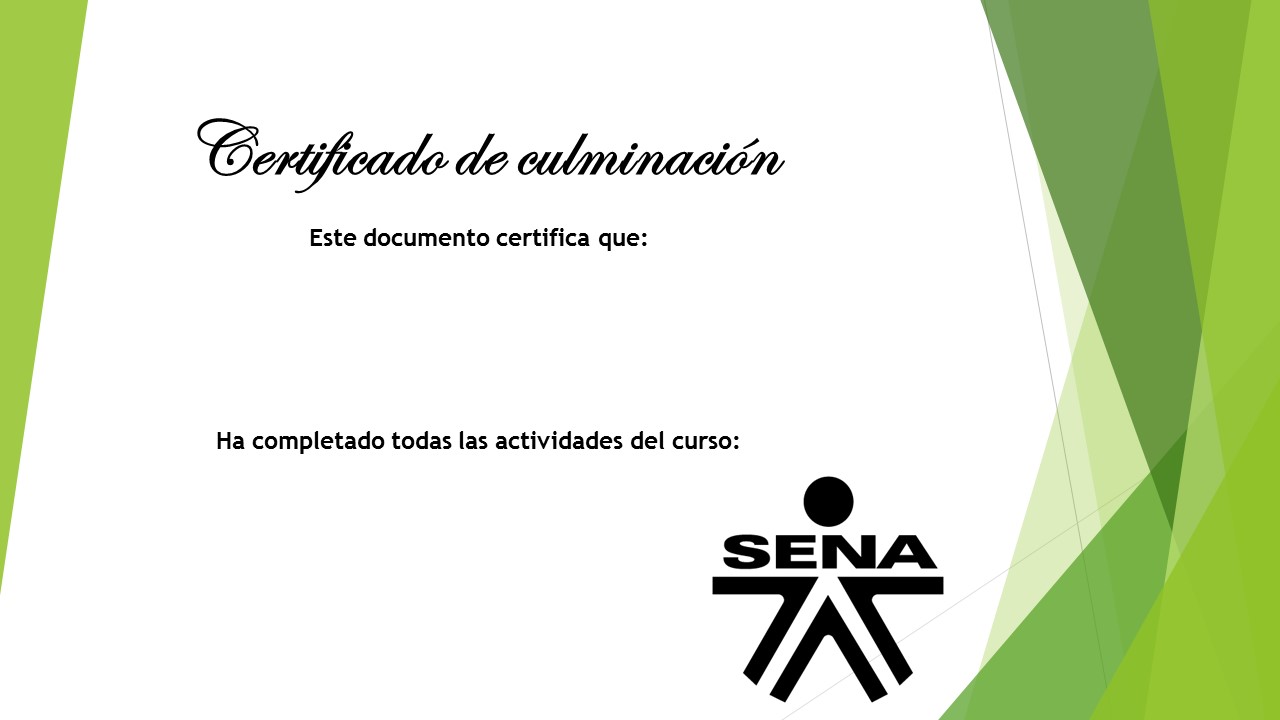 Certificado de culminación
Este documento certifica que:
Ha completado todas las actividades del curso:
SENA